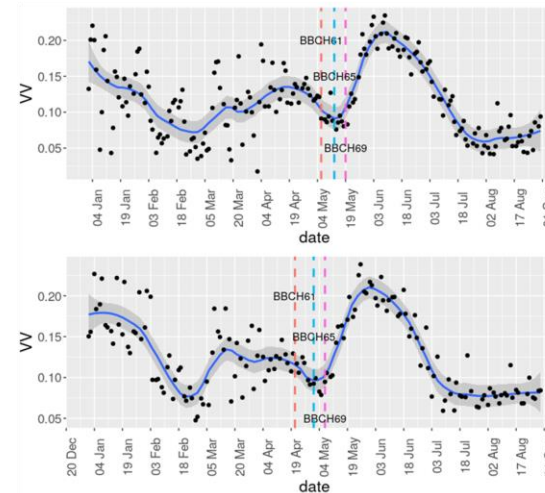 BBCH61
BBCH65
BBCH69
0.20
0.15
0.10
0.05
VV
04 Jan
19 Jan
03 Feb
18 Feb
05 Mar
20 Mar
04 Apr
19 Apr
04 May
19 May
03 Jun
18 Jun
03 Jul
18 Jul
02 Aug
17 Aug
date
BBCH61
BBCH65
BBCH69
0.20
0.15
0.10
0.05
VV
20 Dec
04 Jan
19 Jan
03 Feb
18 Feb
05 Mar
20 Mar
04 Apr
19 Apr
04 May
19 May
03 Jun
18 Jun
03 Jul
18 Jul
02 Aug
17 Aug
date